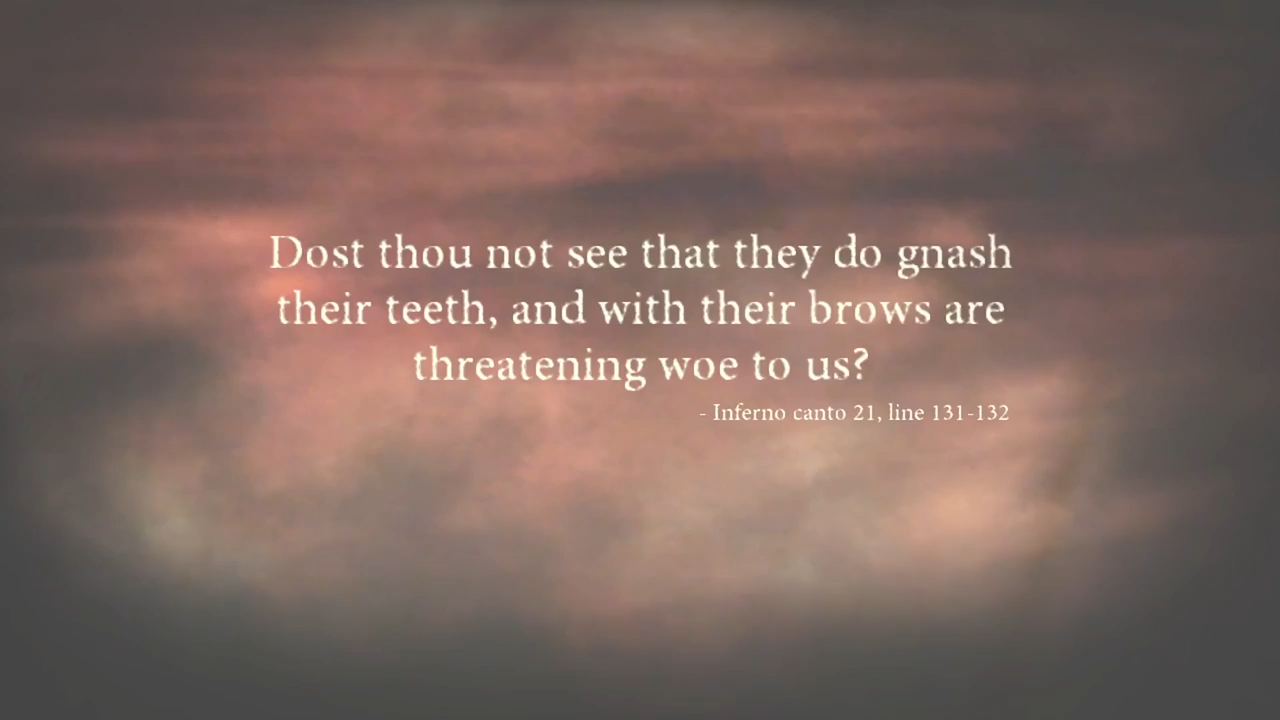 Dost thou not see that they do gnash
their teeth, and with their brows are
threatening woe to us?
- Inferno canto 21, line 131-132